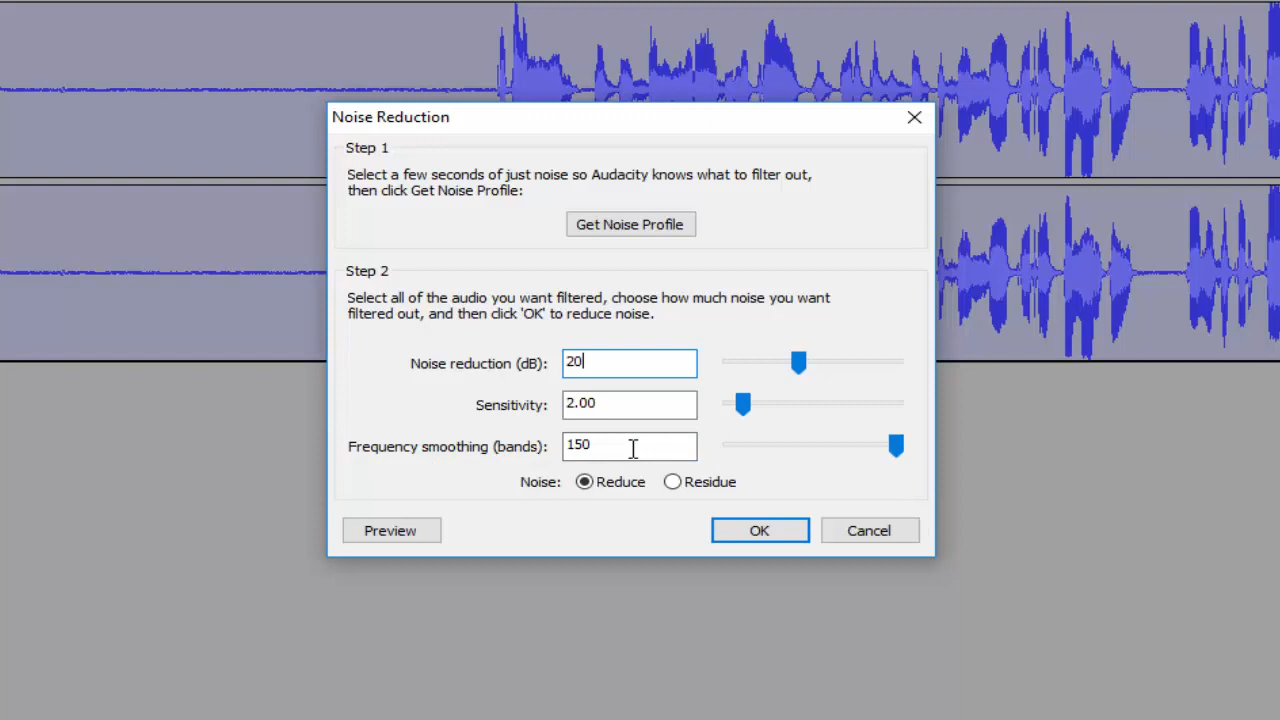 Noise Reduction
Step 1
Select a few seconds of just noise so Audacity knows what to filter out,
then click Get Noise Profile:
Get Noise Profile
Step 2
Select all of the audio you want filtered, choose how much noise you want
filtered out, and then click 'OK' to reduce noise.
Noise reduction (dB): 20
Sensitivity: 2.00
Frequency smoothing (bands): 150
Noise: Reduce Residue
Preview OK Cancel